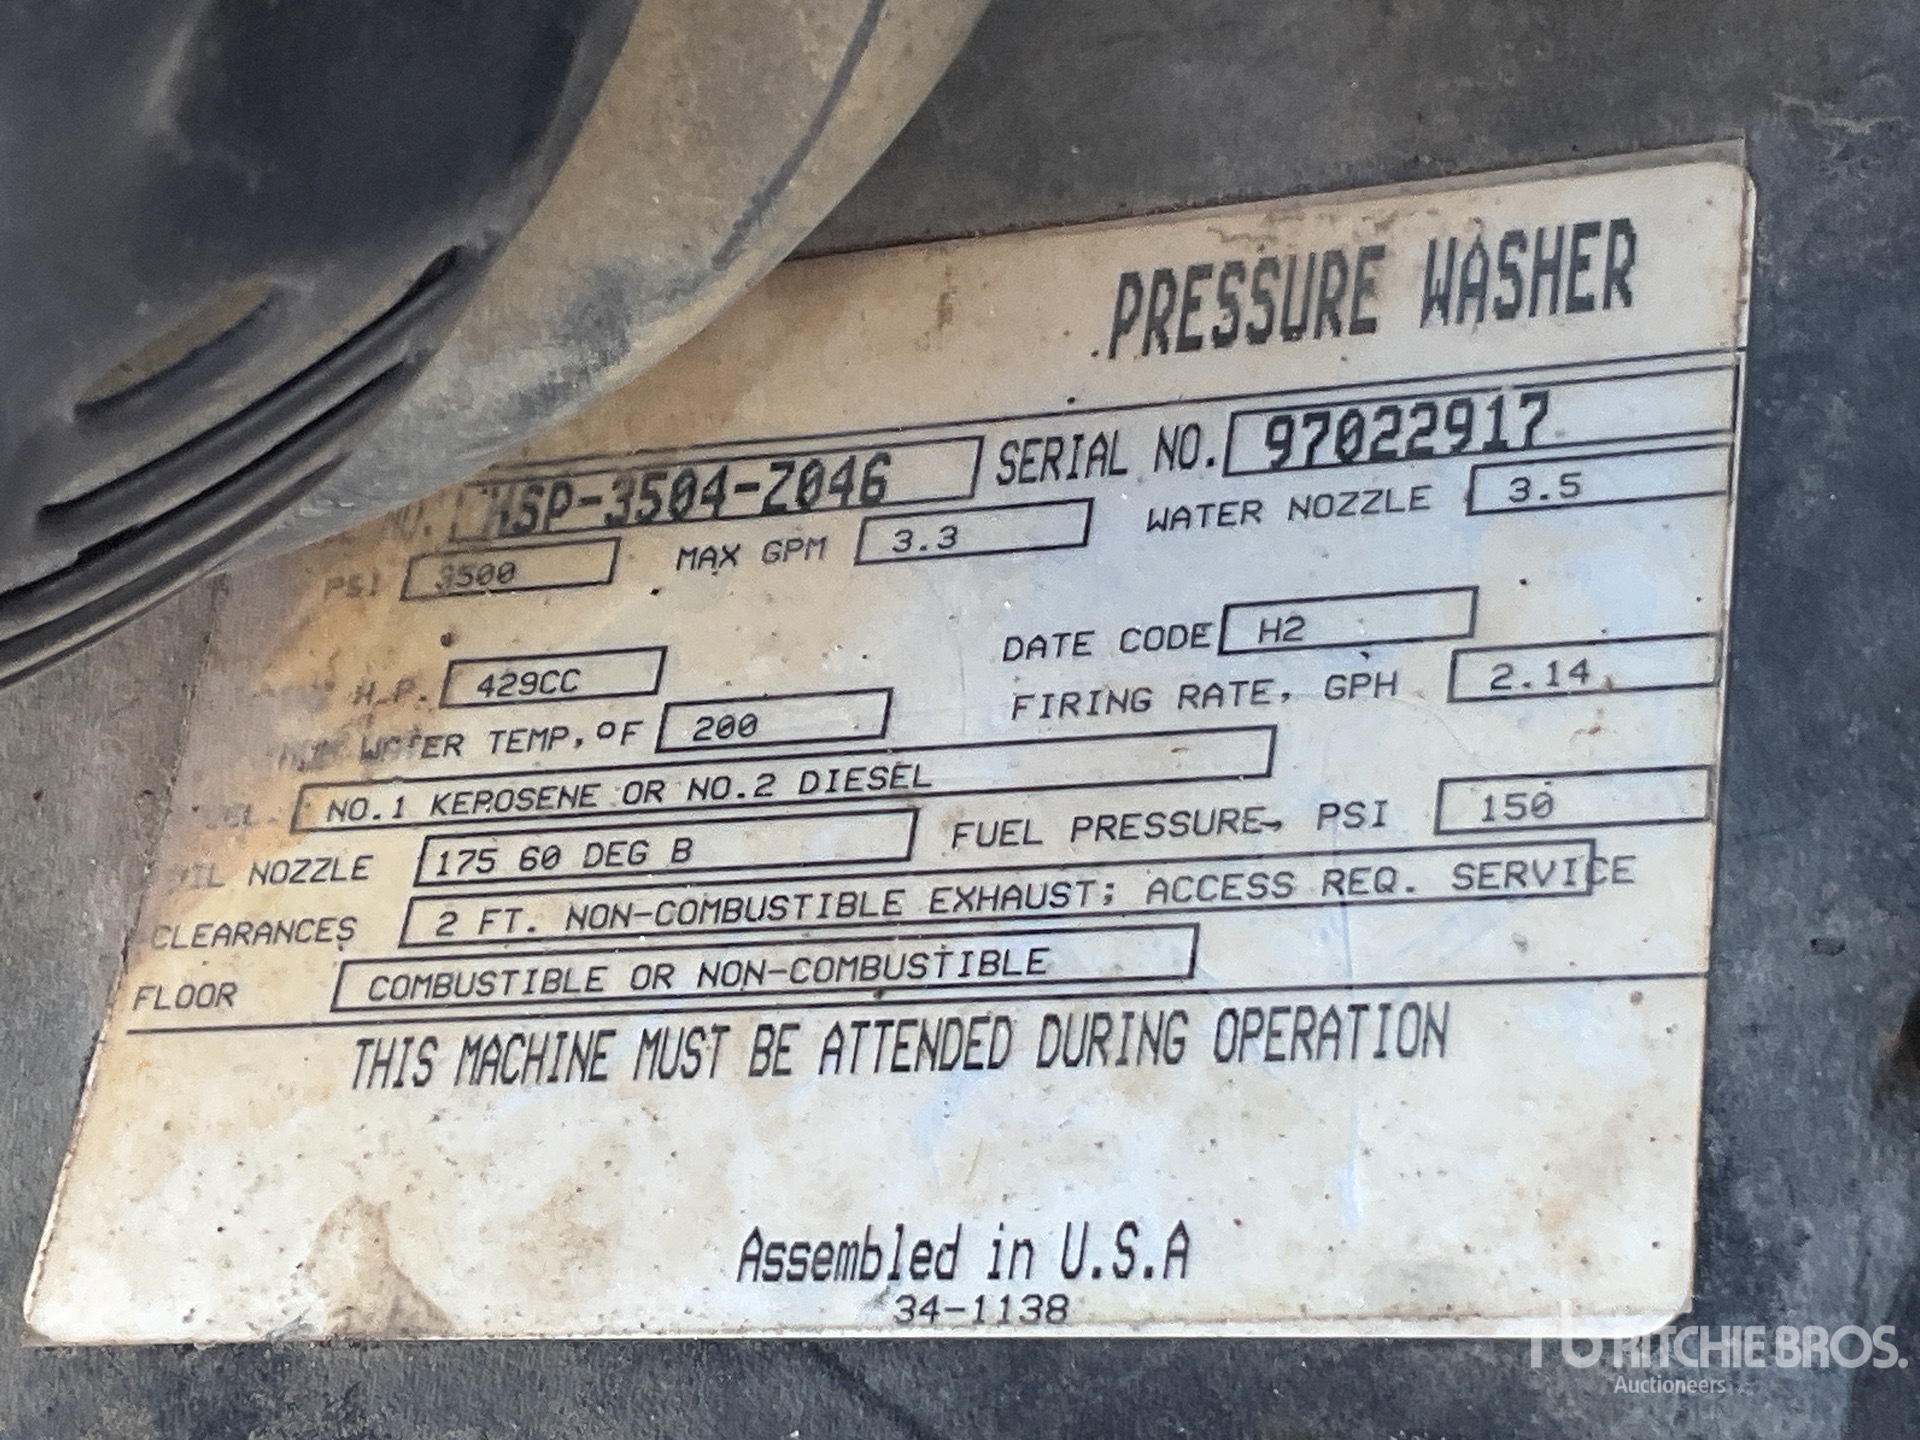 PRESSURE WASHER
NO. HSP-3504-Z046 SERIAL NO. 97022917
PSI 3500 MAX GPM 3.3 WATER NOZZLE 3.5
H.P. 429CC DATE CODE H2
WATER TEMP,°F 200 FIRING RATE, GPH 2.14
NO.1 KEROSENE OR NO.2 DIESEL
OIL NOZZLE 175 60 DEG B FUEL PRESSURE, PSI 150
CLEARANCES 2 FT. NON-COMBUSTIBLE EXHAUST; ACCESS REQ. SERVICE
FLOOR COMBUSTIBLE OR NON-COMBUSTIBLE
THIS MACHINE MUST BE ATTENDED DURING OPERATION
Assembled in U.S.A
34-1138
RITCHIE BROS.
Auctioneers